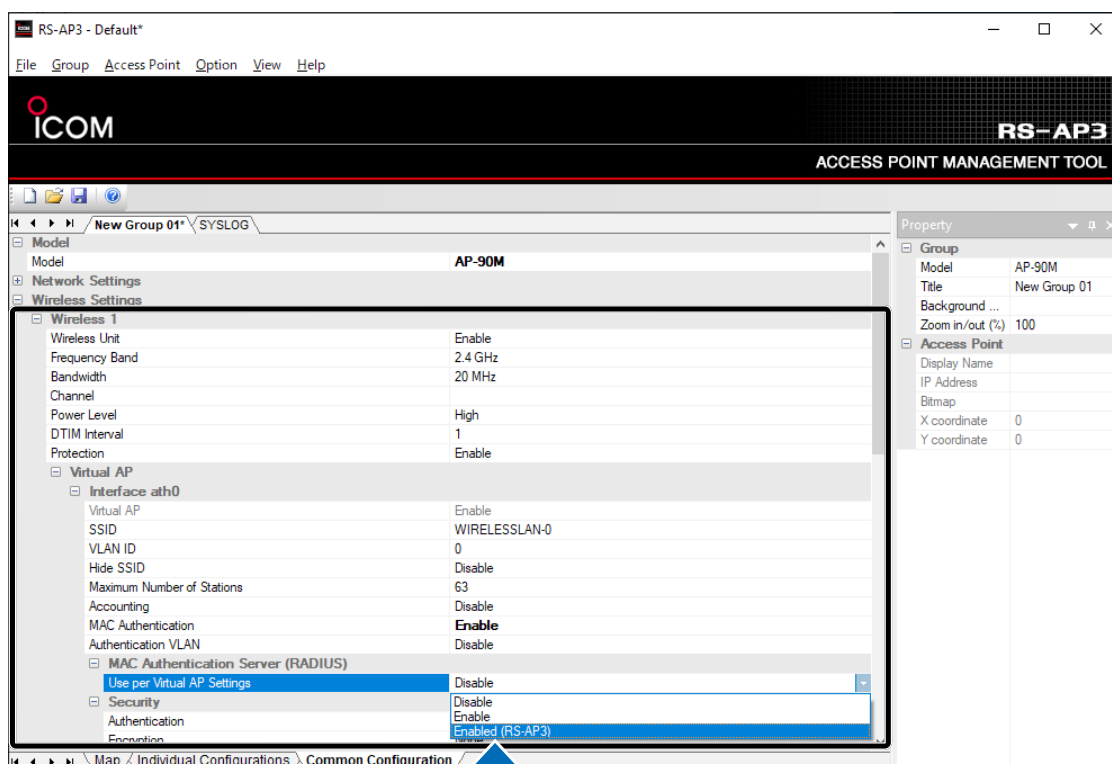 RS-AP3 - Default*
File Group Access Point Option View Help
ICOM
RS-AP3
ACCESS POINT MANAGEMENT TOOL
New Group 01* SYSLOG
Model
Model AP-90M
Network Settings
Wireless Settings
Wireless 1
Wireless Unit Enable
Frequency Band 2.4 GHz
Bandwidth 20 MHz
Channel
Power Level High
DTIM Interval 1
Protection Enable
Virtual AP
Interface ath0
Virtual AP Enable
SSID WIRELESSLAN-0
VLAN ID 0
Hide SSID Disable
Maximum Number of Stations 63
Accounting Disable
MAC Authentication Enable
Authentication VLAN Disable
MAC Authentication Server (RADIUS)
Use per Virtual AP Settings Disable
Security Disable
Enable
Authentication Enabled (RS-AP3)
Encryption None
Map Individual Configurations Common Configuration
Property
Group
Model AP-90M
Title New Group 01
Background ...
Zoom in/out (%) 100
Access Point
Display Name
IP Address
Bitmap
X coordinate 0
Y coordinate 0